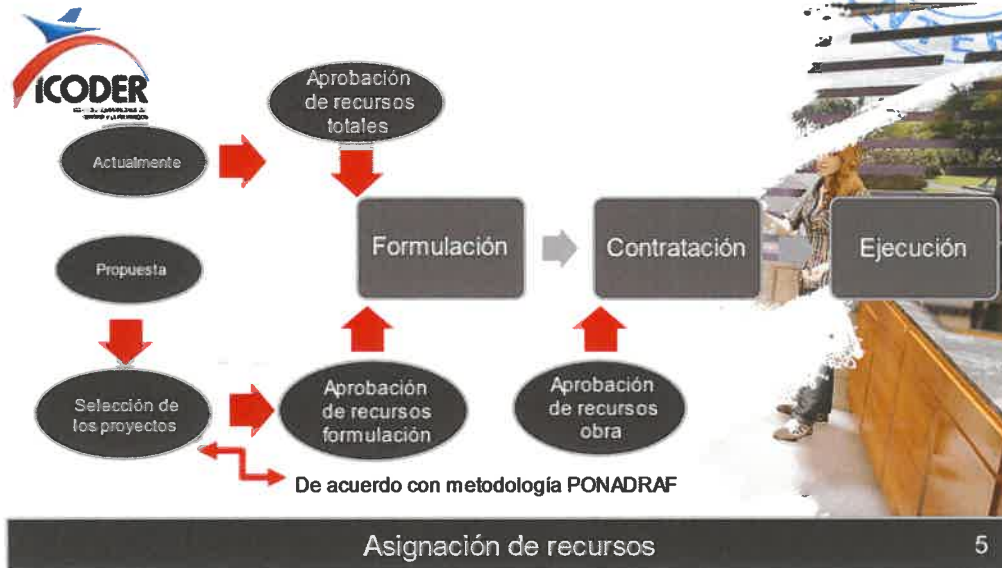 ICODER
Aprobación
de recursos
totales
Actualmente
Formulación
Contratación
Ejecución
Propuesta
Selección de
los proyectos
Aprobación
de recursos
formulación
Aprobación
de recursos
obra
De acuerdo con metodología PONADRAF
Asignación de recursos
5